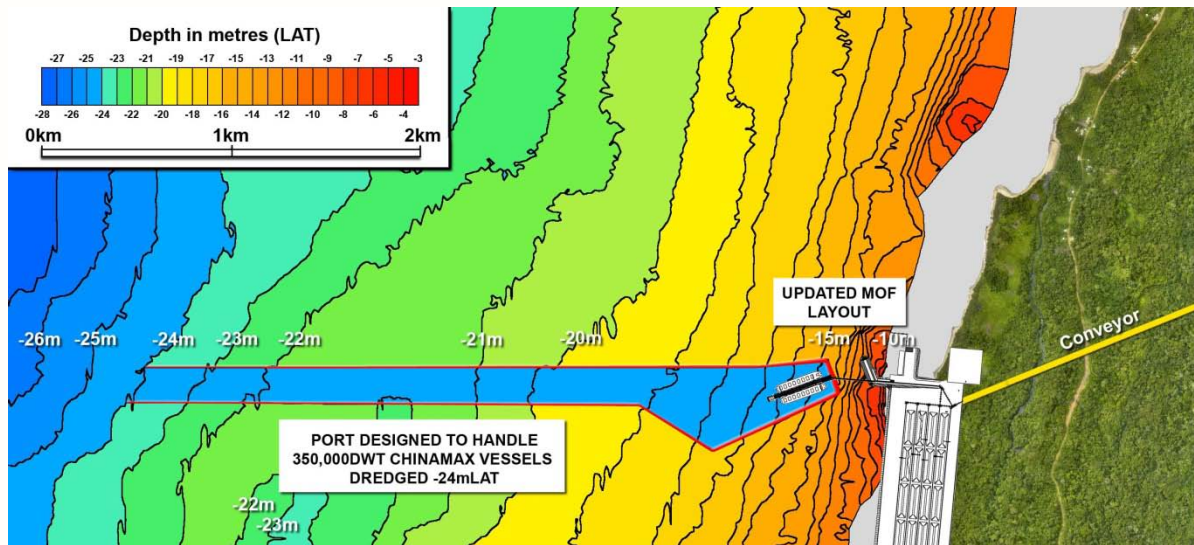 Depth in metres (LAT)
-27 -25 -23 -21 -19 -17 -15 -13 -11 -9 -7 -5 -3
-28 -26 -24 -22 -20 -18 -16 -14 -12 -10 -8 -6 -4
0km 1km 2km
UPDATED MOF
LAYOUT
Conveyor
-26m -25m -24m -23m -22m -21m -20m -15m -10m
PORT DESIGNED TO HANDLE
350,000DWT CHINAMAX VESSELS
DREDGED -24mLAT
-22m
-23m